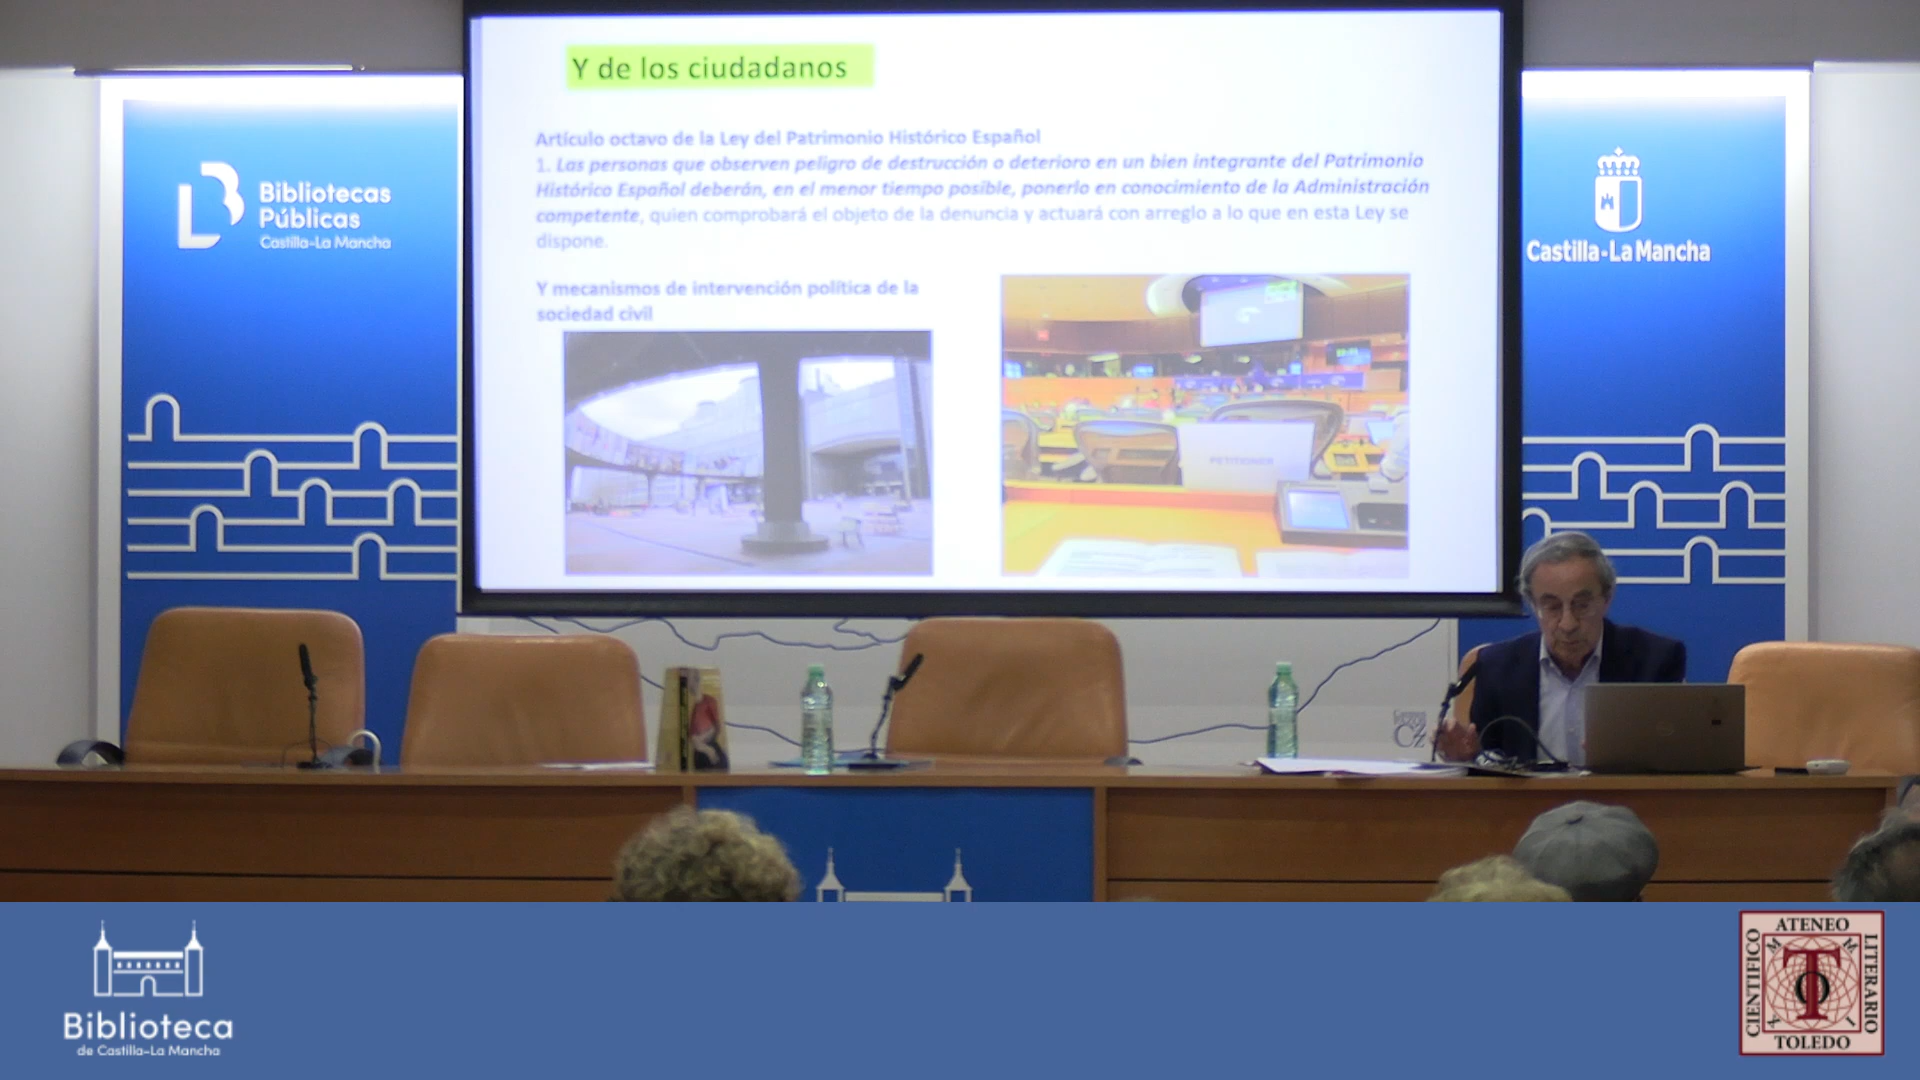 Y de los ciudadanos
Artículo octavo de la Ley del Patrimonio Histórico Español
1. Las personas que observen peligro de destrucción o deterioro en un bien integrante del Patrimonio
Histórico Español deberán, en el menor tiempo posible, ponerlo en conocimiento de la Administración
competente, quien comprobará el objeto de la denuncia y actuará con arreglo a lo que en esta Ley se
dispone.
Y mecanismos de intervención política de la
sociedad civil
PETITIONER
Bibliotecas
Públicas
Castilla-La Mancha
Castilla-La Mancha
Cz
Biblioteca
de Castilla-La Mancha
ATENEO
CIENTÍFICO
LITERARIO
TOLEDO